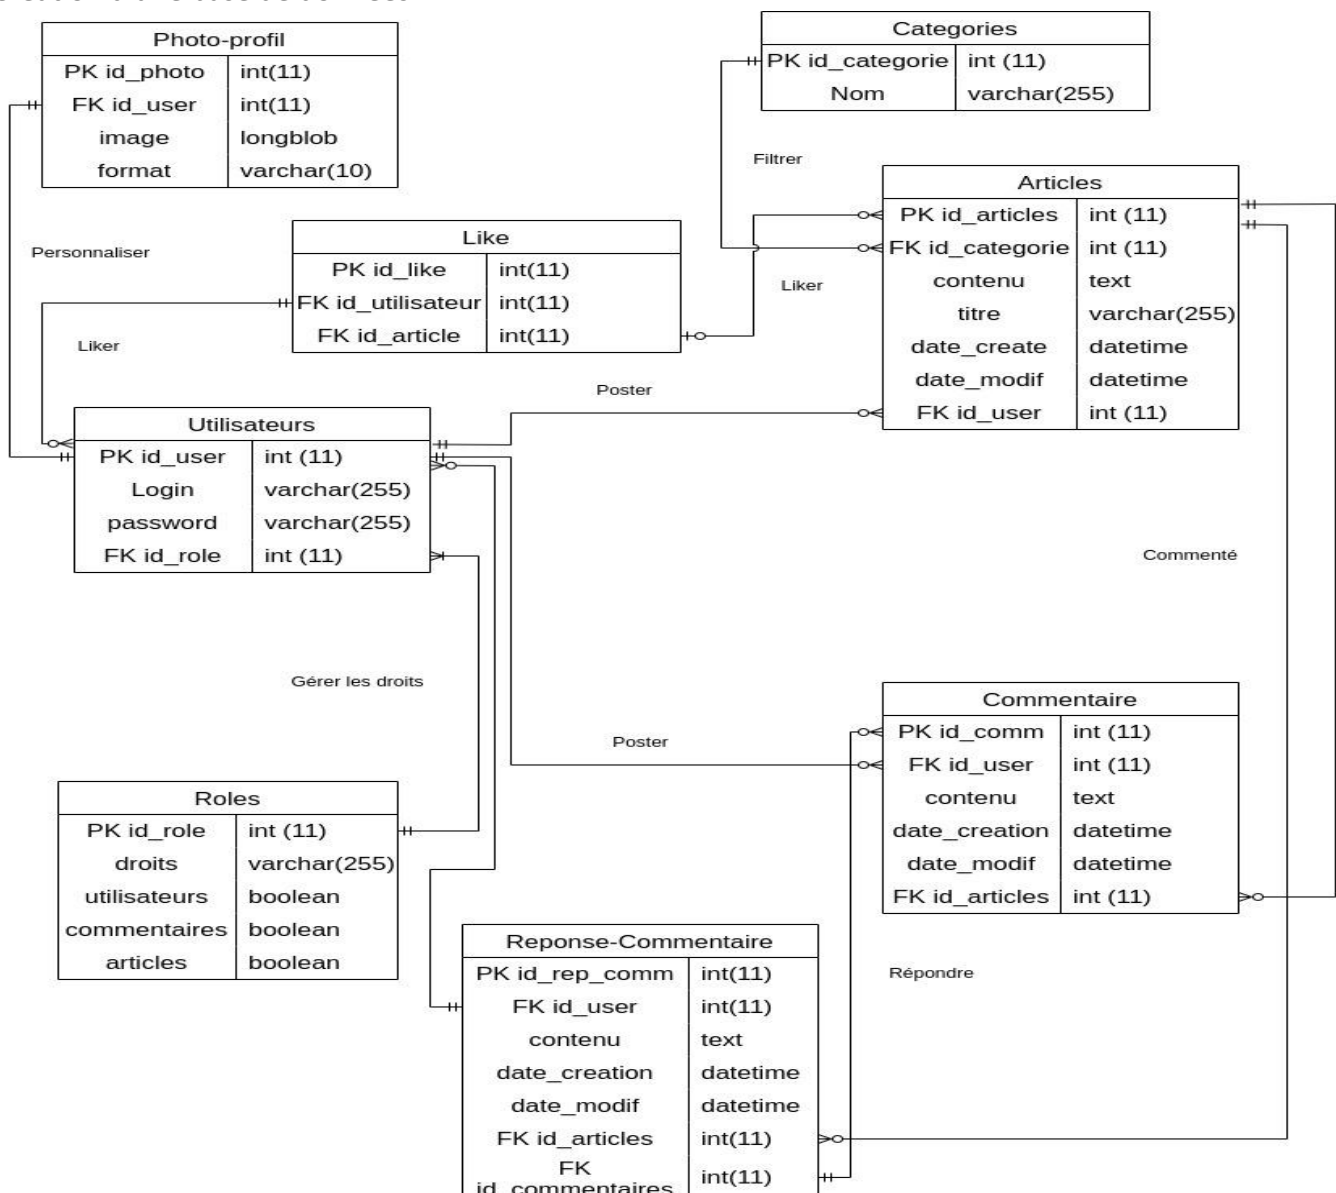 Photo-profil
PK id_photo int(11)
FK id_user int(11)
image longblob
format varchar(10)
Categories
PK id_categorie int (11)
Nom varchar(255)
Filtrer
Articles
PK id_articles int (11)
FK id_categorie int (11)
contenu text
titre varchar(255)
date_create datetime
date_modif datetime
FK id_user int (11)
Personnaliser
Like
PK id_like int(11)
FK id_utilisateur int(11)
FK id_article int(11)
Liker
Liker
Poster
Utilisateurs
PK id_user int (11)
Login varchar(255)
password varchar(255)
FK id_role int (11)
Commenté
Gérer les droits
Poster
Commentaire
PK id_comm int (11)
FK id_user int (11)
contenu text
date_creation datetime
date_modif datetime
FK id_articles int (11)
Roles
PK id_role int (11)
droits varchar(255)
utilisateurs boolean
commentaires boolean
articles boolean
Reponse-Commentaire
PK id_rep_comm int(11)
FK id_user int(11)
contenu text
date_creation datetime
date_modif datetime
FK id_articles int(11)
FK int(11)
id_commentaires
Répondre